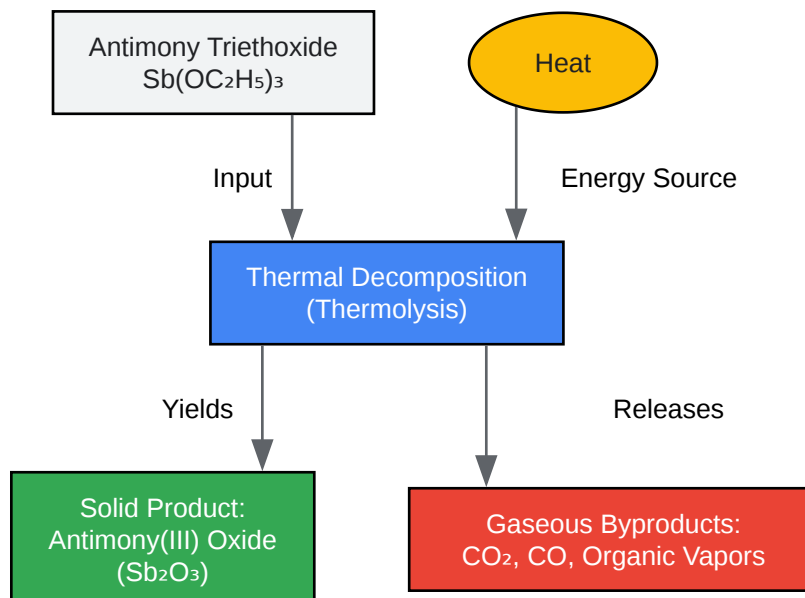 Antimony Triethoxide
Sb(OC₂H₅)₃
Heat
Input
Energy Source
Thermal Decomposition
(Thermolysis)
Yields
Releases
Solid Product:
Antimony(III) Oxide
(Sb₂O₃)
Gaseous Byproducts:
CO₂, CO, Organic Vapors